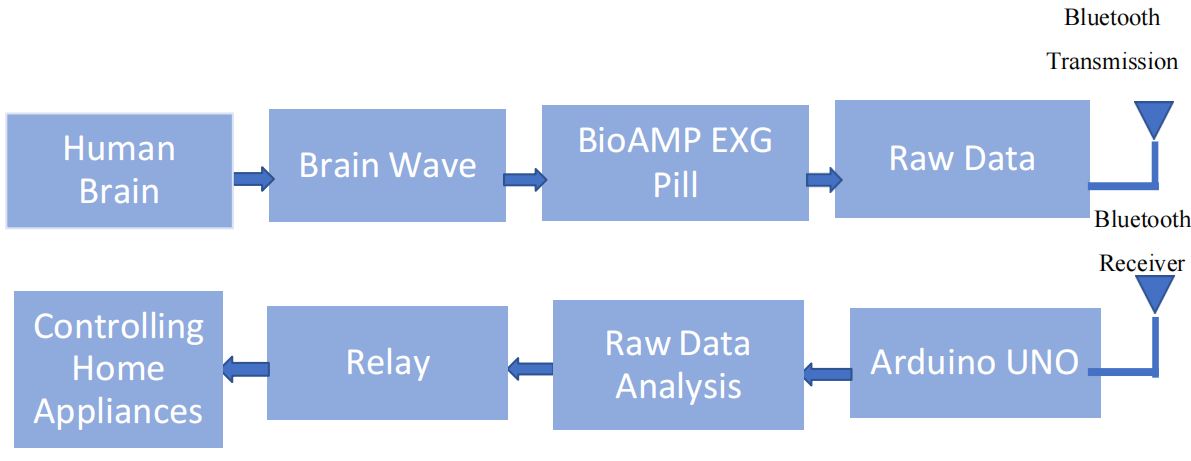 Bluetooth
Transmission
Human
Brain
Brain Wave
BioAMP EXG
Pill
Raw Data
Bluetooth
Receiver
Controlling
Home
Appliances
Relay
Raw Data
Analysis
Arduino UNO